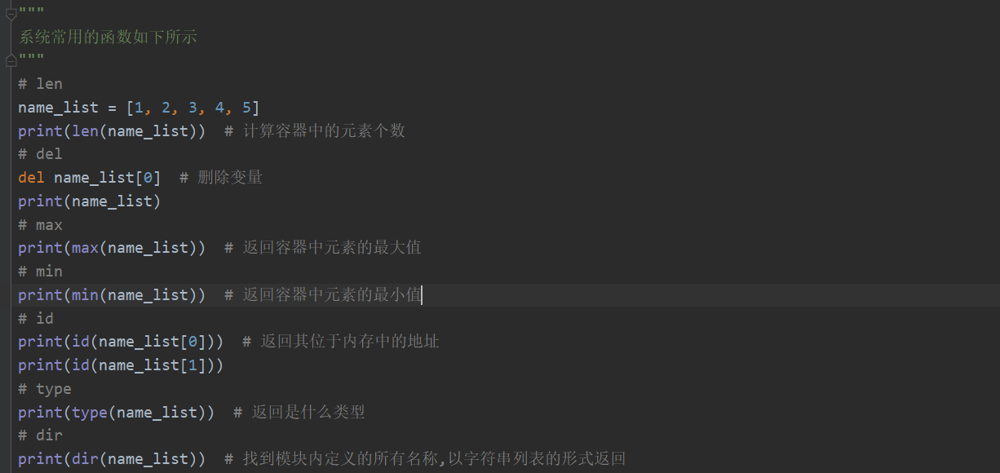 """
系统常用的函数如下所示
"""
# len
name_list = [1, 2, 3, 4, 5]
print(len(name_list))  # 计算容器中的元素个数
# del
del name_list[0]  # 删除变量
print(name_list)
# max
print(max(name_list))  # 返回容器中元素的最大值
# min
print(min(name_list))  # 返回容器中元素的最小值
# id
print(id(name_list[0]))  # 返回其位于内存中的地址
print(id(name_list[1]))
# type
print(type(name_list))  # 返回是什么类型
# dir
print(dir(name_list))  # 找到模块内定义的所有名称,以字符串列表的形式返回